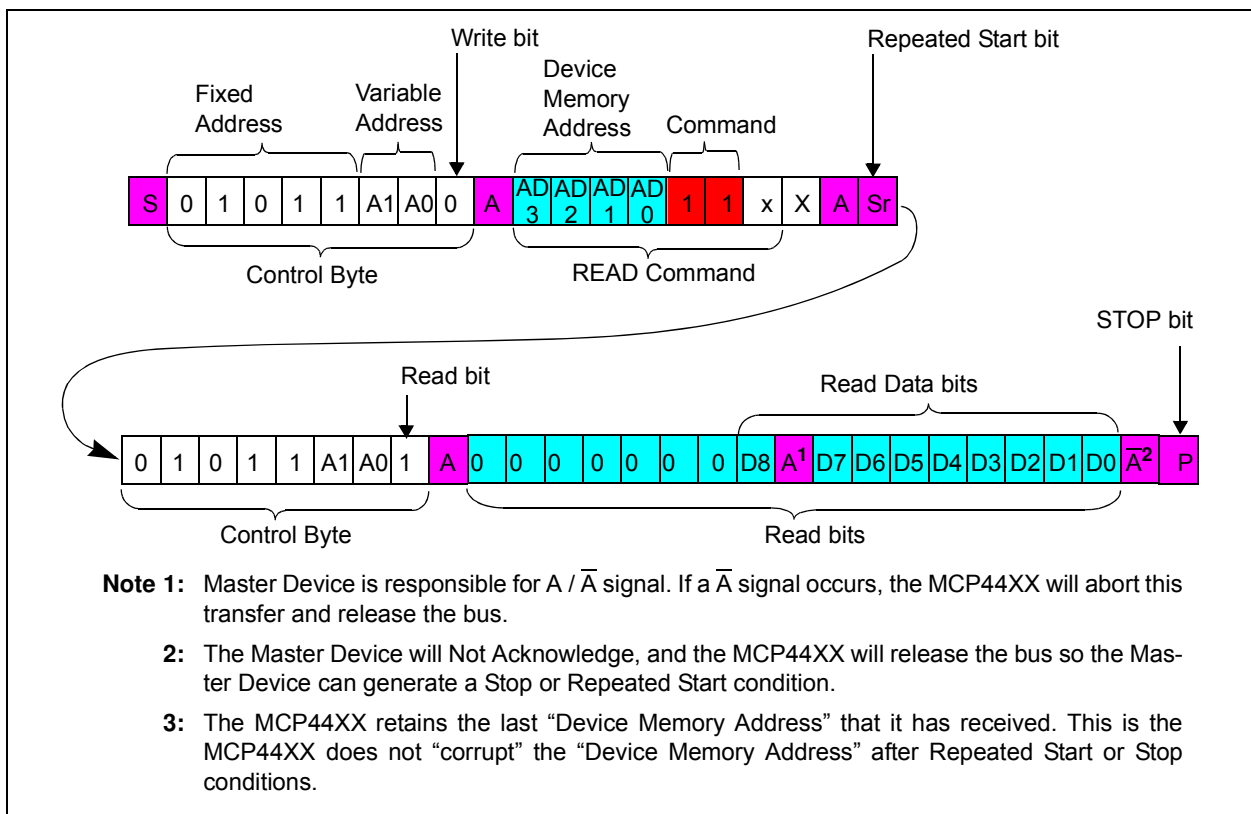 Write bit Repeated Start bit
Fixed Address Variable Address Device Memory Address Command
S 0 1 0 1 1 A1 A0 0 A AD3 AD2 AD1 AD0 1 1 x X A Sr
Control Byte READ Command
STOP bit
Read bit Read Data bits
0 1 0 1 1 A1 A0 1 A 0 0 0 0 0 0 0 D8 A¹ D7 D6 D5 D4 D3 D2 D1 D0 A̅² P
Control Byte Read bits
Note 1: Master Device is responsible for A / A̅ signal. If a A̅ signal occurs, the MCP44XX will abort this
transfer and release the bus.
2: The Master Device will Not Acknowledge, and the MCP44XX will release the bus so the Mas-
ter Device can generate a Stop or Repeated Start condition.
3: The MCP44XX retains the last “Device Memory Address” that it has received. This is the
MCP44XX does not “corrupt” the “Device Memory Address” after Repeated Start or Stop
conditions.